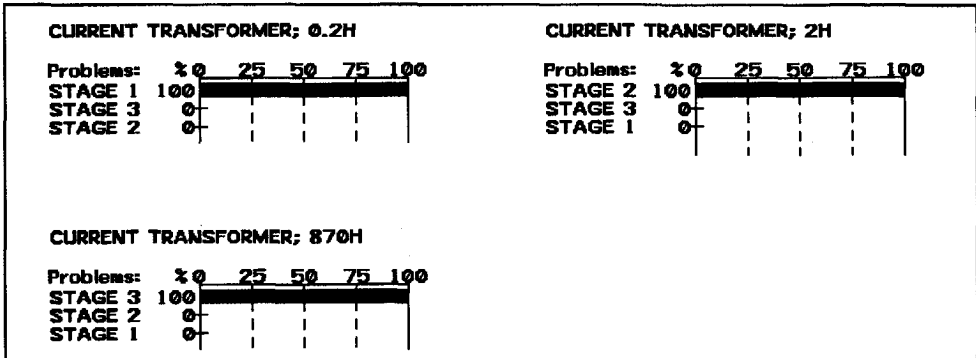 CURRENT TRANSFORMER; 0.2H
Problems: % 0 25 50 75 100
STAGE 1 100
STAGE 3 0
STAGE 2 0
CURRENT TRANSFORMER; 2H
Problems: % 0 25 50 75 100
STAGE 2 100
STAGE 3 0
STAGE 1 0
CURRENT TRANSFORMER; 870H
Problems: % 0 25 50 75 100
STAGE 3 100
STAGE 2 0
STAGE 1 0